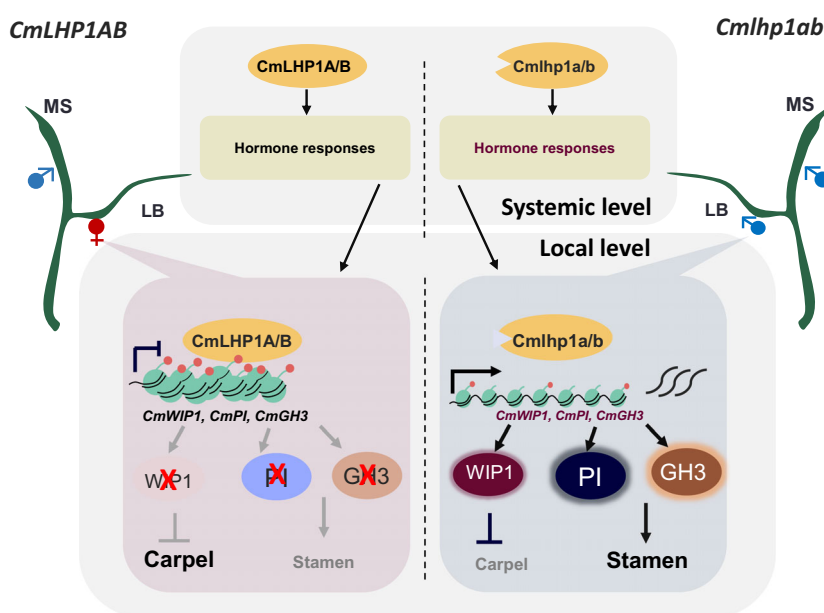 CmLHP1AB
Cmlhp1ab
CmLHP1A/B
Cmlhp1a/b
MS
MS
Hormone responses
Hormone responses
LB
LB
Systemic level
Local level
CmLHP1A/B
Cmlhp1a/b
CmWIP1, CmPI, CmGH3
CmWIP1, CmPI, CmGH3
WIP1
PI
GH3
WIP1
PI
GH3
Carpel
Stamen
Carpel
Stamen